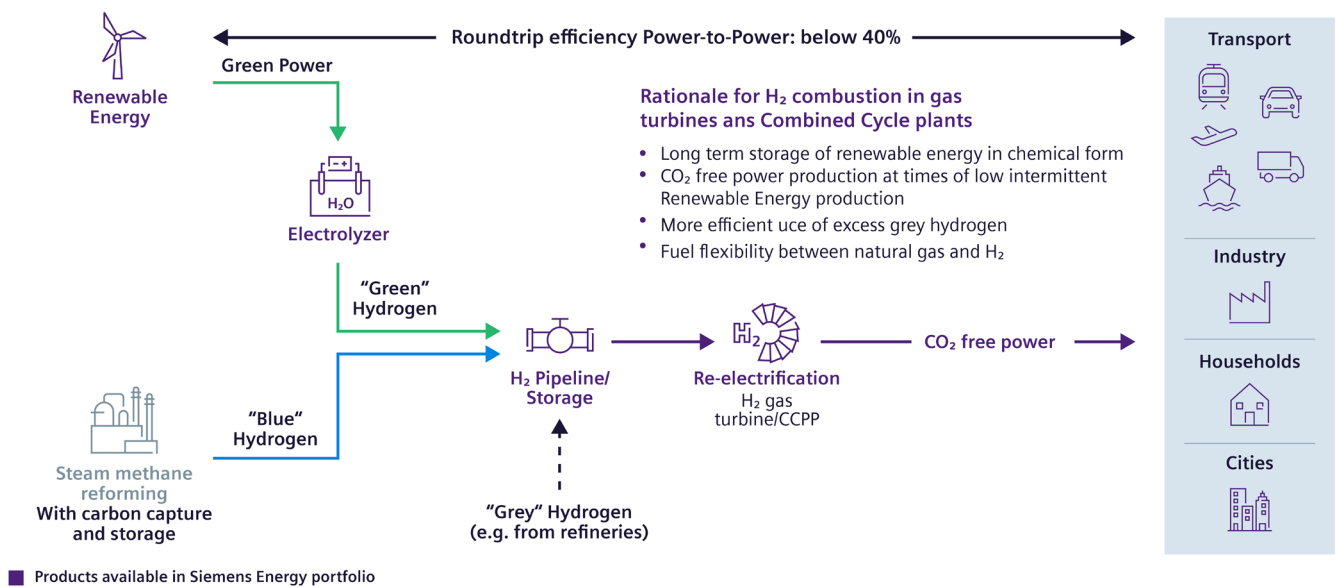 Roundtrip efficiency Power-to-Power: below 40%
Renewable
Energy
Green Power
H₂O
Electrolyzer
Rationale for H₂ combustion in gas
turbines ans Combined Cycle plants
• Long term storage of renewable energy in chemical form
• CO₂ free power production at times of low intermittent
Renewable Energy production
• More efficient uce of excess grey hydrogen
• Fuel flexibility between natural gas and H₂
“Green“
Hydrogen
“Blue“
Hydrogen
Steam methane
reforming
With carbon capture
and storage
H₂ Pipeline/
Storage
“Grey“ Hydrogen
(e.g. from refineries)
H₂
Re-electrification
H₂ gas
turbine/CCPP
CO₂ free power
Transport
Industry
Households
Cities
Products available in Siemens Energy portfolio